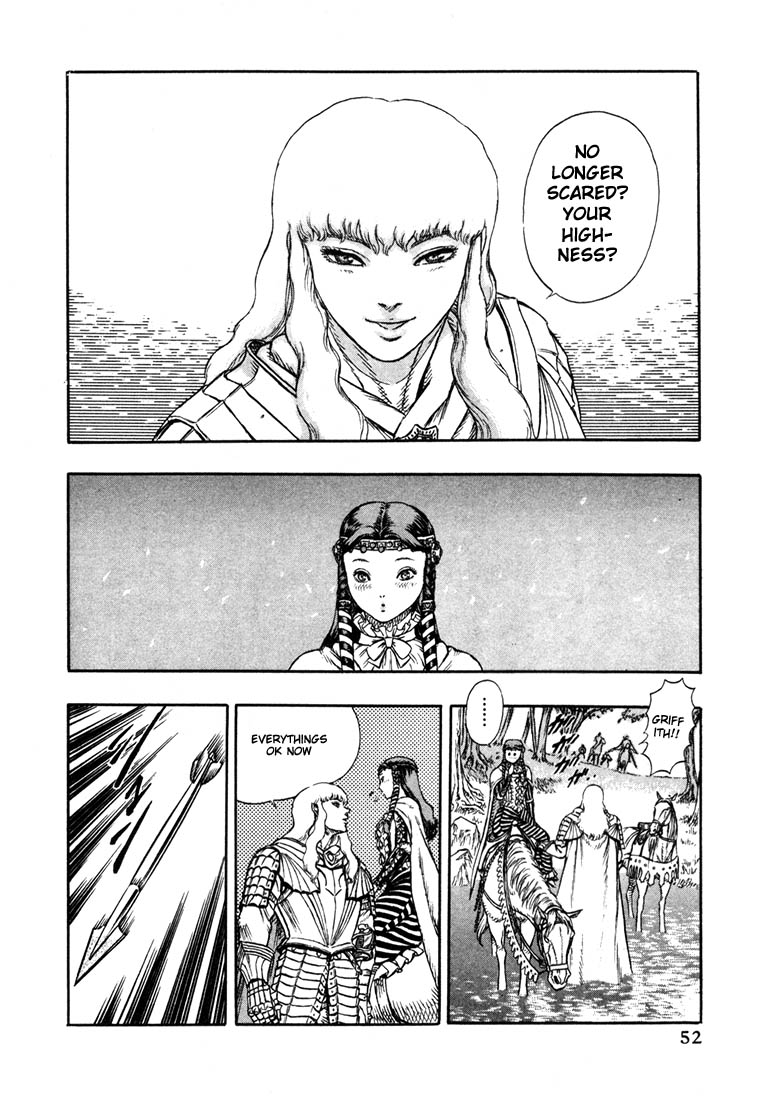 NO
LONGER
SCARED?
YOUR
HIGH-
NESS?
GRIFF
ITH!!
......
EVERYTHINGS
OK NOW
52